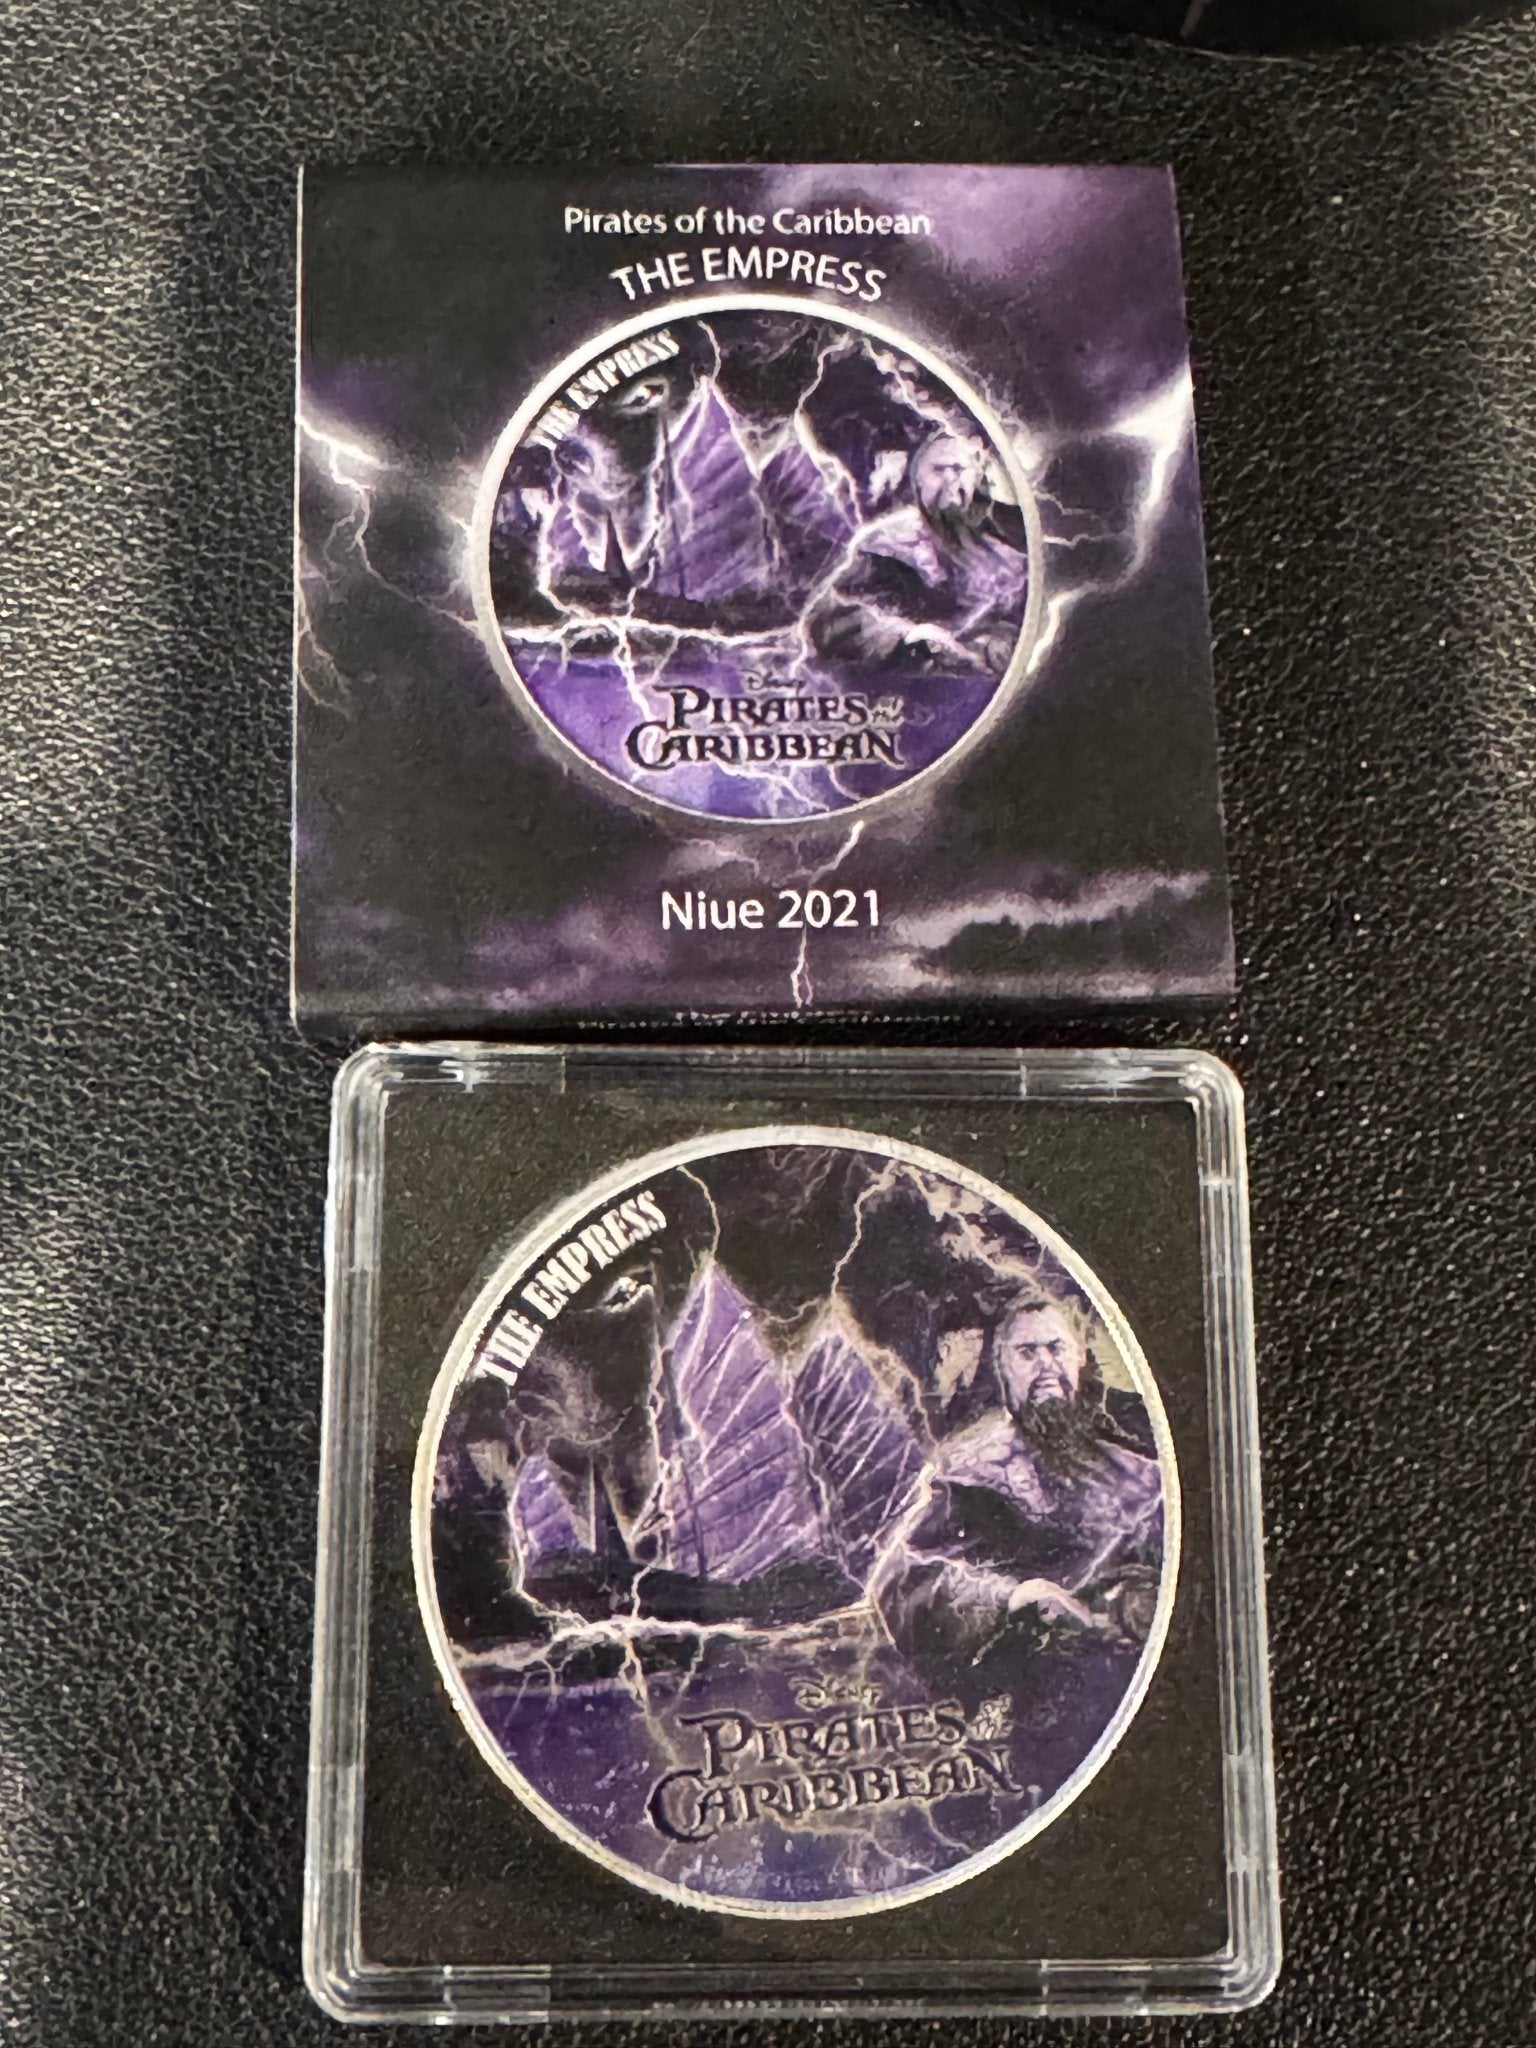 Pirates of the Caribbean
THE EMPRESS
THE EMPRESS
Disney
PIRATES of the
CARIBBEAN
Niue 2021
THE EMPRESS
Disney
PIRATES of the
CARIBBEAN